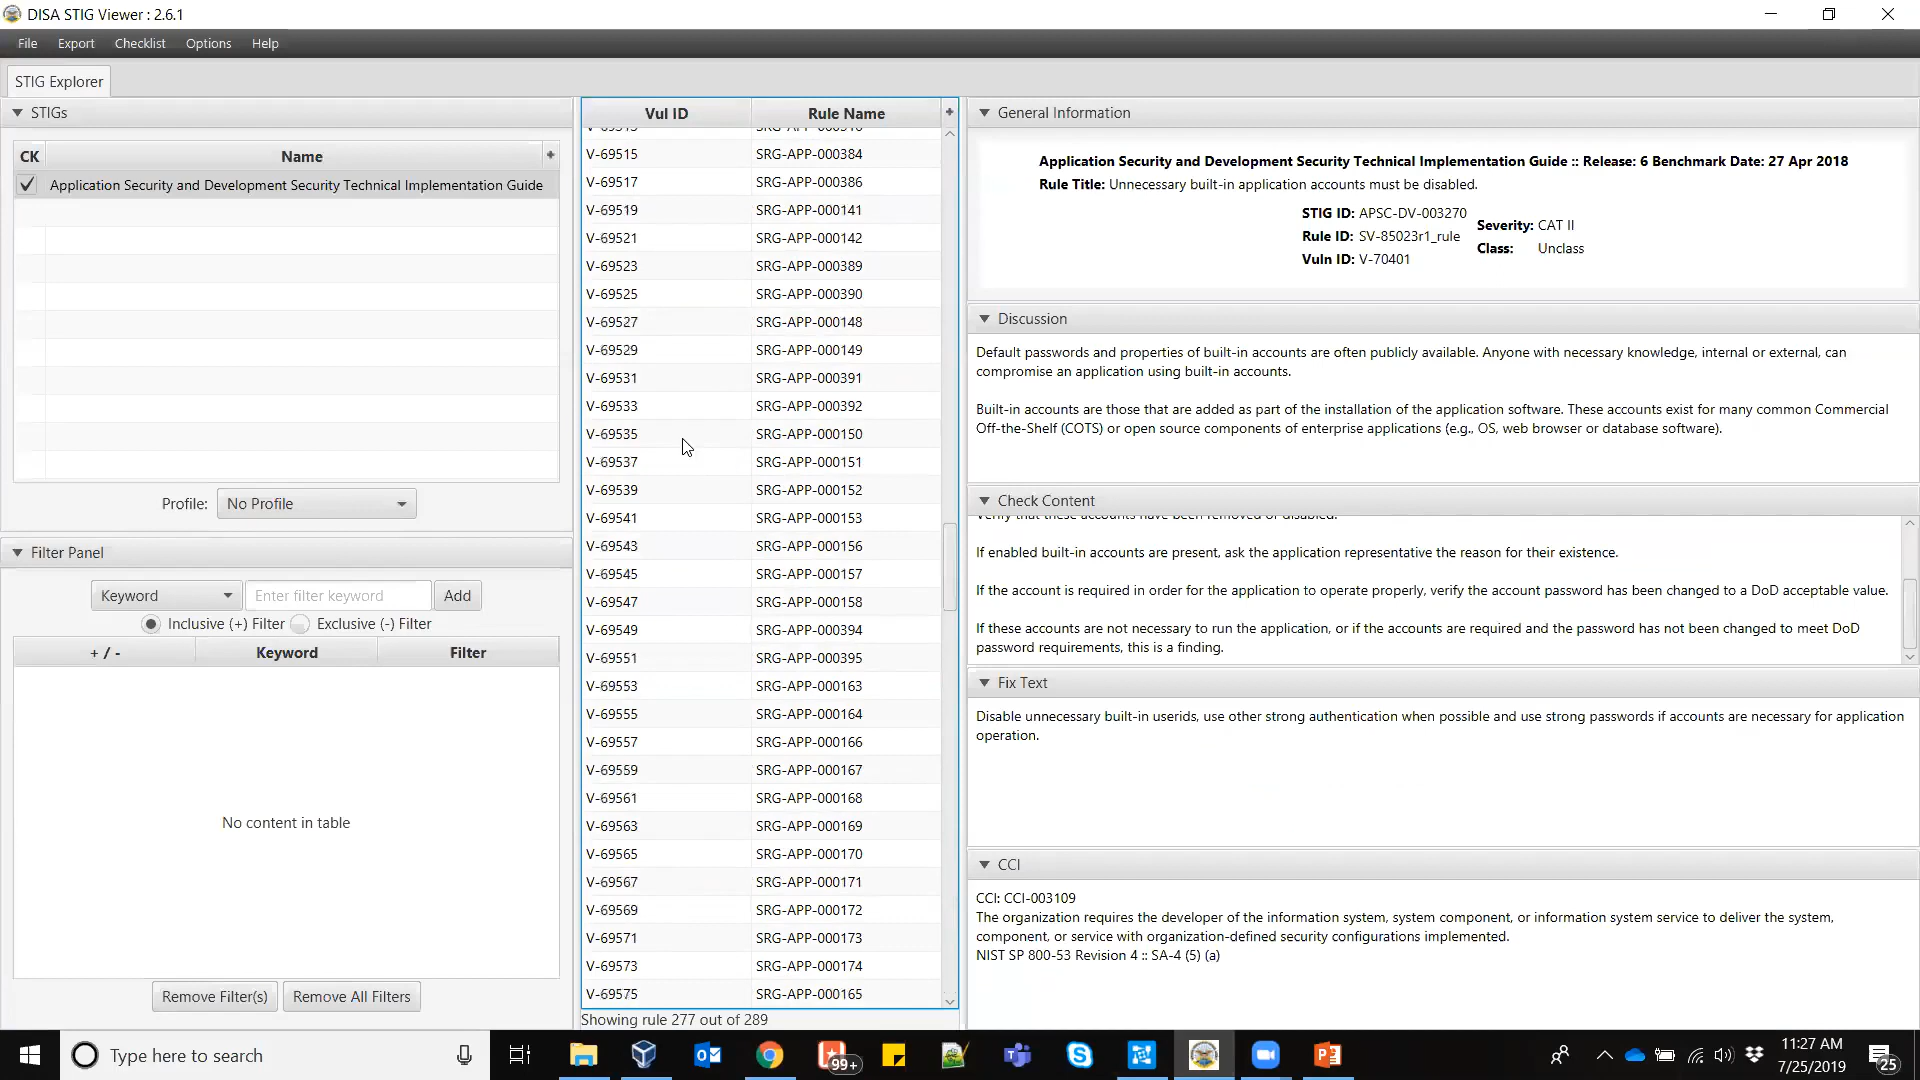 DISA STIG Viewer : 2.6.1
File Export Checklist Options Help
STIG Explorer
STIGs
CK Name
Application Security and Development Security Technical Implementation Guide
Profile: No Profile
Filter Panel
Keyword Enter filter keyword Add
Inclusive (+) Filter Exclusive (-) Filter
+ / - Keyword Filter
No content in table
Remove Filter(s) Remove All Filters
Vul ID Rule Name
V-69515 SRG-APP-000384
V-69517 SRG-APP-000386
V-69519 SRG-APP-000141
V-69521 SRG-APP-000142
V-69523 SRG-APP-000389
V-69525 SRG-APP-000390
V-69527 SRG-APP-000148
V-69529 SRG-APP-000149
V-69531 SRG-APP-000391
V-69533 SRG-APP-000392
V-69535 SRG-APP-000150
V-69537 SRG-APP-000151
V-69539 SRG-APP-000152
V-69541 SRG-APP-000153
V-69543 SRG-APP-000156
V-69545 SRG-APP-000157
V-69547 SRG-APP-000158
V-69549 SRG-APP-000394
V-69551 SRG-APP-000395
V-69553 SRG-APP-000163
V-69555 SRG-APP-000164
V-69557 SRG-APP-000166
V-69559 SRG-APP-000167
V-69561 SRG-APP-000168
V-69563 SRG-APP-000169
V-69565 SRG-APP-000170
V-69567 SRG-APP-000171
V-69569 SRG-APP-000172
V-69571 SRG-APP-000173
V-69573 SRG-APP-000174
V-69575 SRG-APP-000165
Showing rule 277 out of 289
General Information
Application Security and Development Security Technical Implementation Guide :: Release: 6 Benchmark Date: 27 Apr 2018
Rule Title: Unnecessary built-in application accounts must be disabled.
STIG ID: APSC-DV-003270
Rule ID: SV-85023r1_rule
Vuln ID: V-70401
Severity: CAT II
Class: Unclass
Discussion
Default passwords and properties of built-in accounts are often publicly available. Anyone with necessary knowledge, internal or external, can
compromise an application using built-in accounts.
Built-in accounts are those that are added as part of the installation of the application software. These accounts exist for many common Commercial
Off-the-Shelf (COTS) or open source components of enterprise applications (e.g., OS, web browser or database software).
Check Content
Verify that these accounts have been removed or disabled.
If enabled built-in accounts are present, ask the application representative the reason for their existence.
If the account is required in order for the application to operate properly, verify the account password has been changed to a DoD acceptable value.
If these accounts are not necessary to run the application, or if the accounts are required and the password has not been changed to meet DoD
password requirements, this is a finding.
Fix Text
Disable unnecessary built-in userids, use other strong authentication when possible and use strong passwords if accounts are necessary for application
operation.
CCI
CCI: CCI-003109
The organization requires the developer of the information system, system component, or information system service to deliver the system,
component, or service with organization-defined security configurations implemented.
NIST SP 800-53 Revision 4 :: SA-4 (5) (a)
Type here to search
99+
11:27 AM
7/25/2019
25